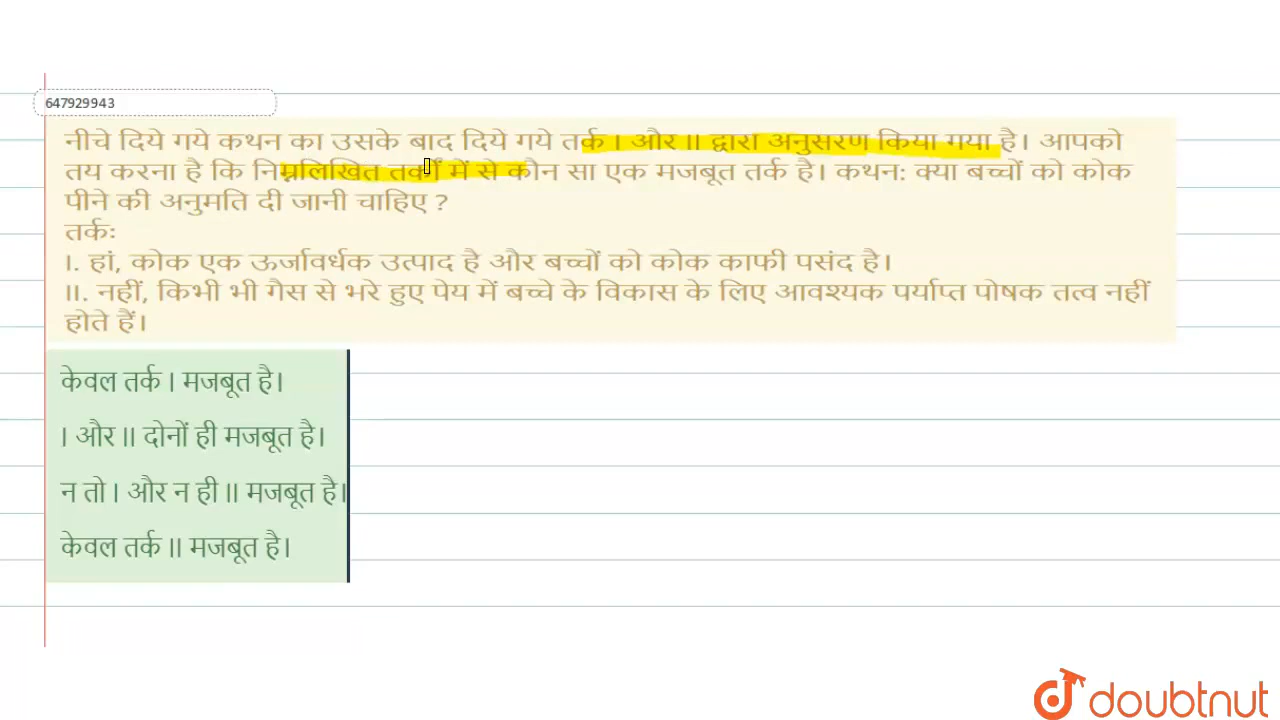 647929943
नीचे दिये गये कथन का उसके बाद दिये गये तर्क I और II द्वारा अनुसरण किया गया है। आपको
तय करना है कि निम्नलिखित तर्कों में से कौन सा एक मजबूत तर्क है। कथन: क्या बच्चों को कोक
पीने की अनुमति दी जानी चाहिए ?
तर्कः
I. हां, कोक एक ऊर्जावर्धक उत्पाद है और बच्चों को कोक काफी पसंद है।
II. नहीं, किभी भी गैस से भरे हुए पेय में बच्चे के विकास के लिए आवश्यक पर्याप्त पोषक तत्व नहीं
होते हैं।
केवल तर्क I मजबूत है।
I और II दोनों ही मजबूत है।
न तो I और न ही II मजबूत है।
केवल तर्क II मजबूत है।
doubtnut